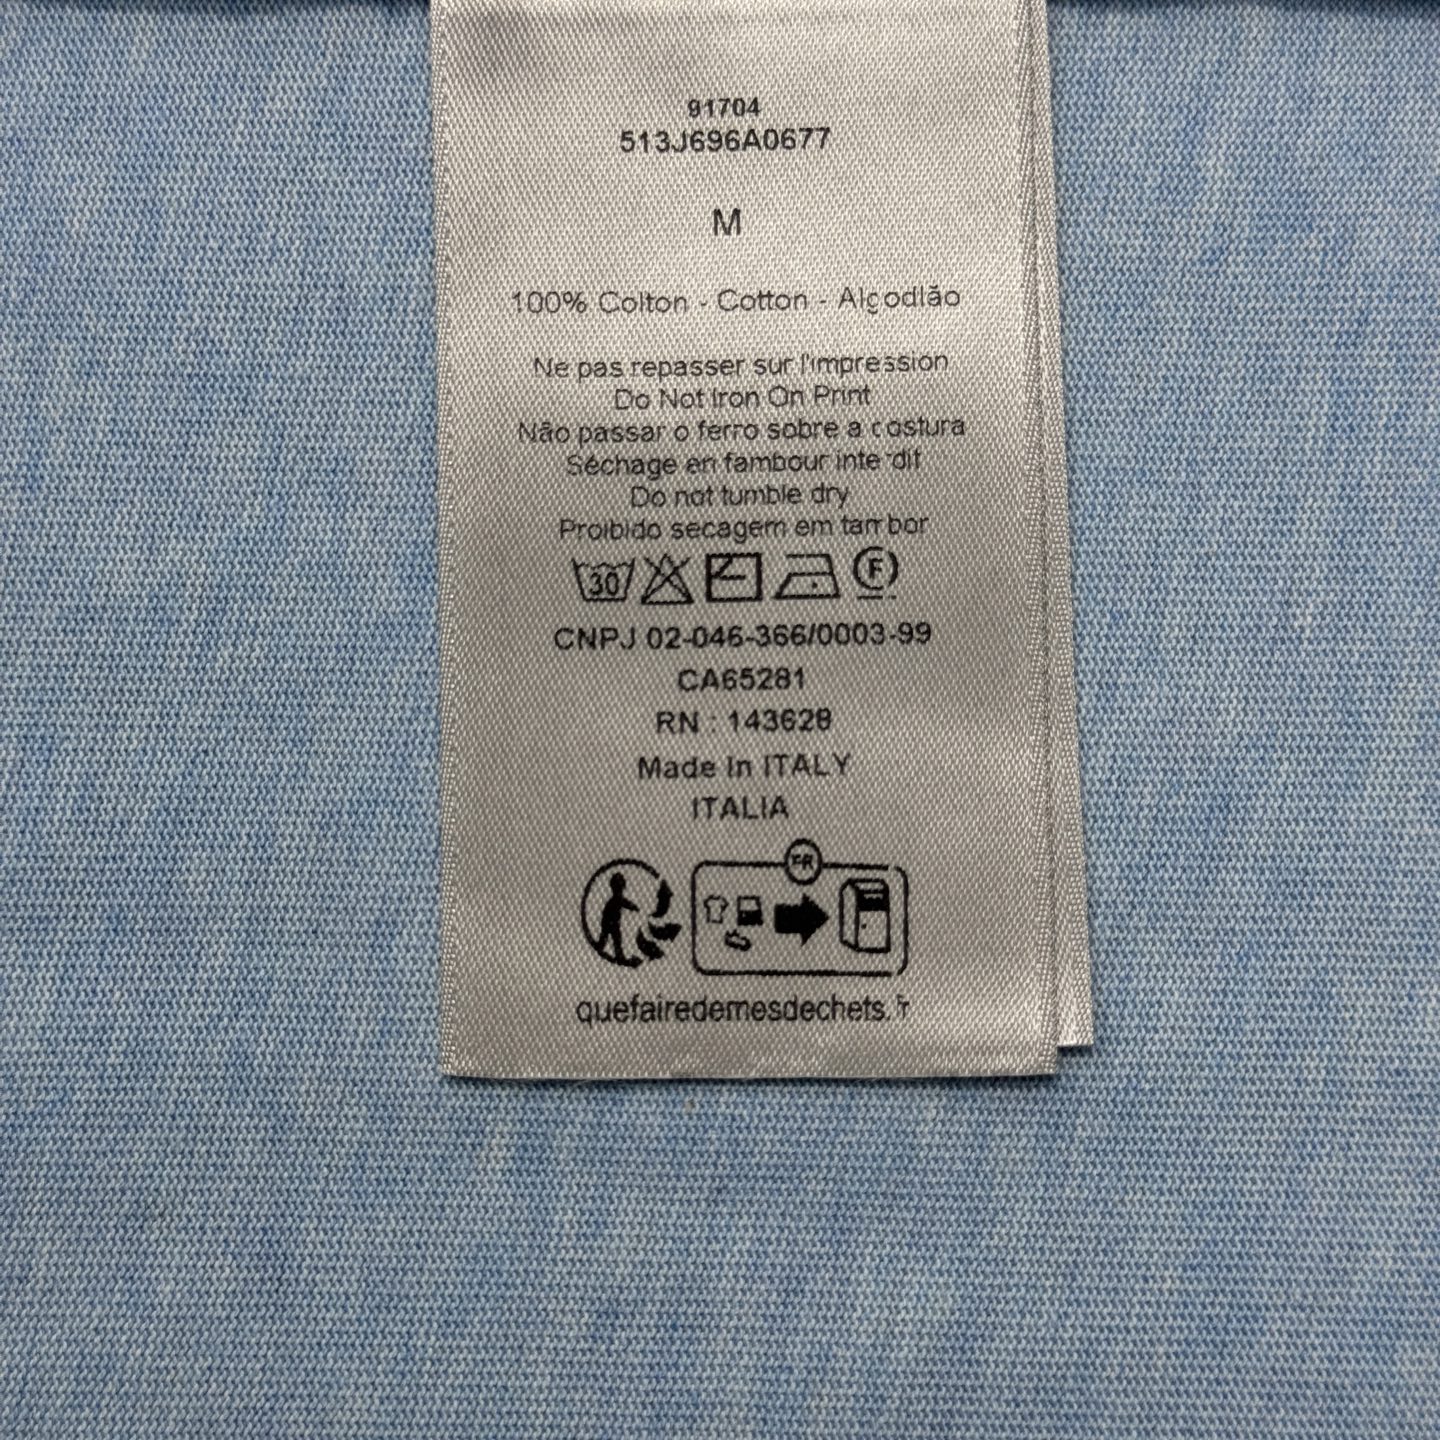 91704
513J696A0677
M
100% Colton - Cotton - Algodlão
Ne pas repasser sur l'impression
Do Not Iron On Print
Não passar o ferro sobre a costura
Séchage en fambour interdit
Do not tumble dry
Proibido secagem em tambor
30
F
CNPJ 02-046-366/0003-99
CA65281
RN : 143628
Made In ITALY
ITALIA
FR
quefairedemesdechets.fr